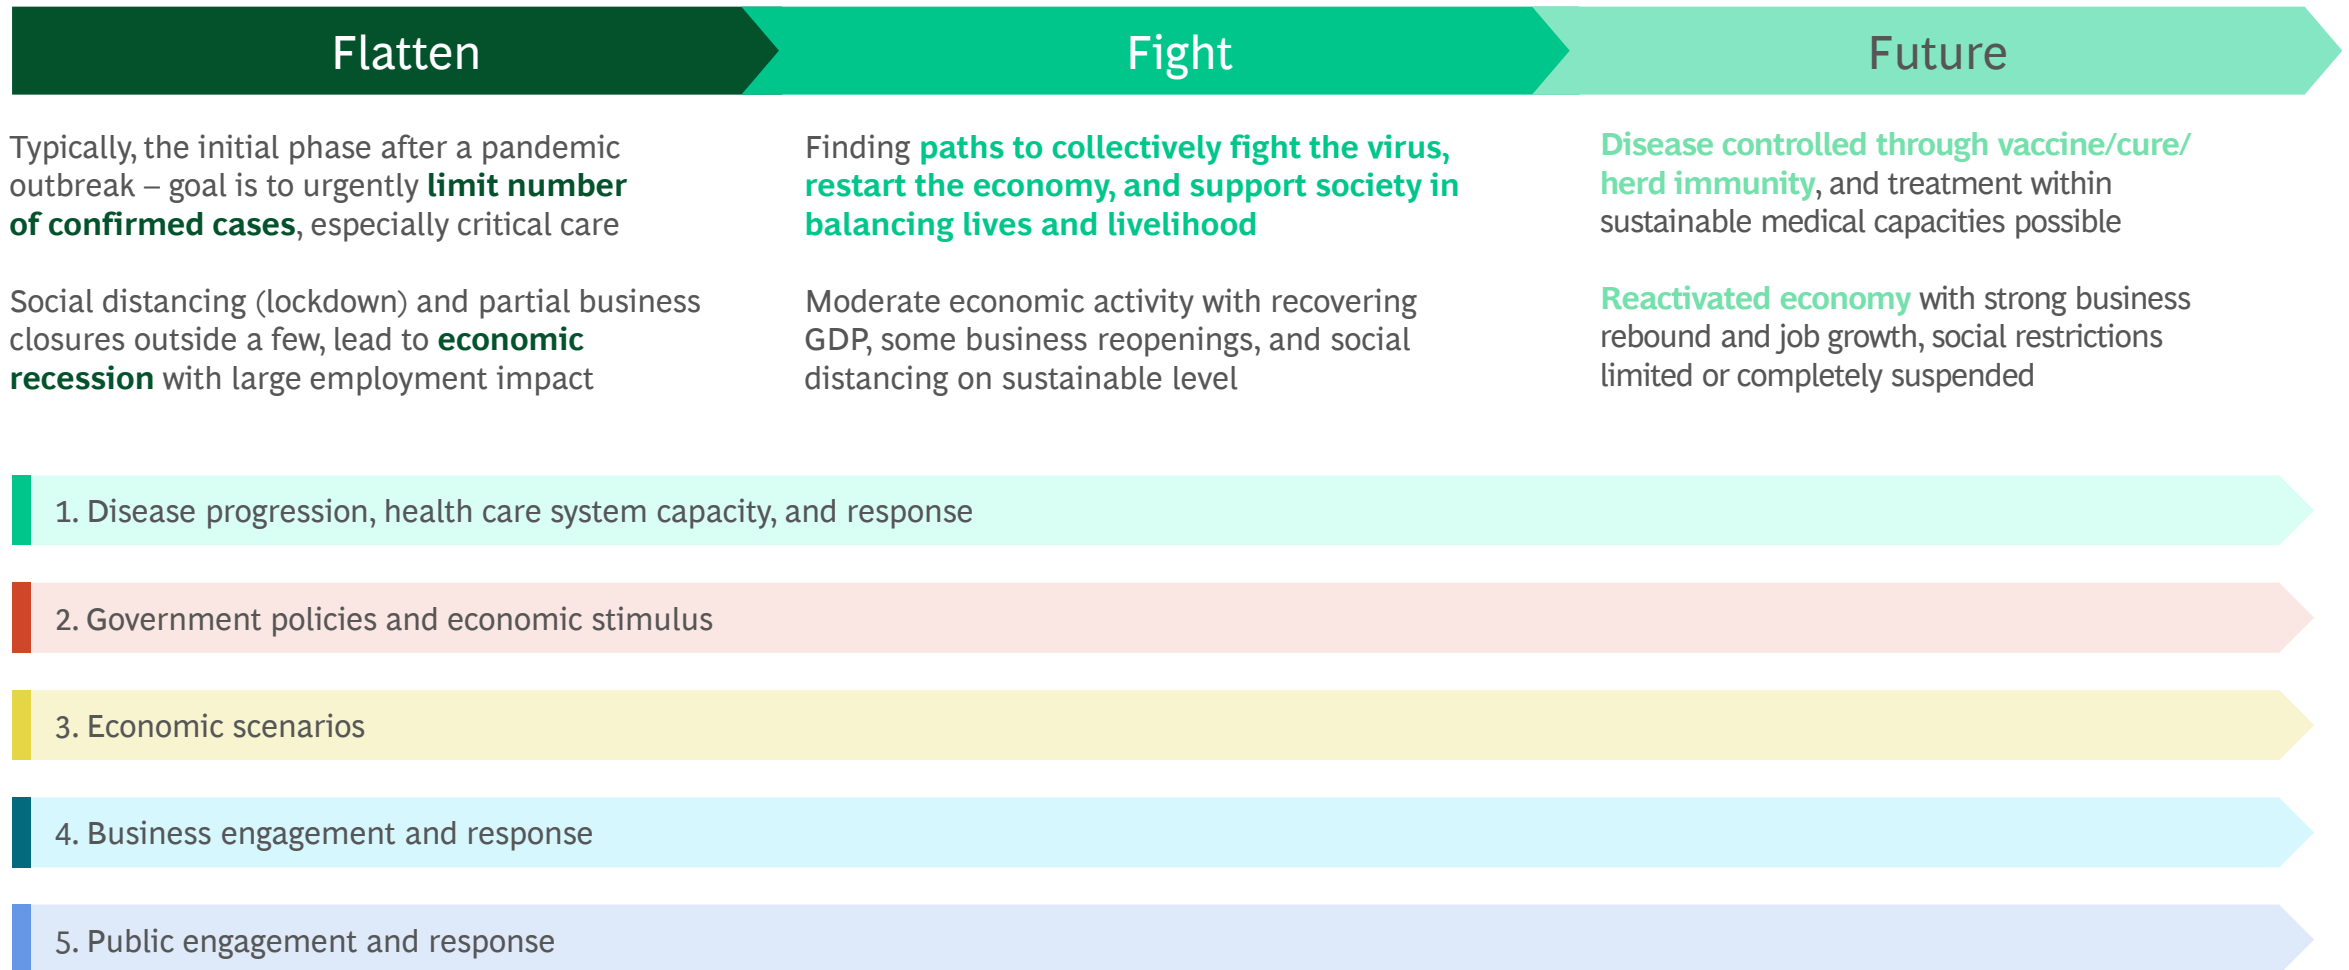 Flatten
Fight
Future
Typically, the initial phase after a pandemic
outbreak – goal is to urgently limit number
of confirmed cases, especially critical care
Social distancing (lockdown) and partial business
closures outside a few, lead to economic
recession with large employment impact
Finding paths to collectively fight the virus,
restart the economy, and support society in
balancing lives and livelihood
Moderate economic activity with recovering
GDP, some business reopenings, and social
distancing on sustainable level
Disease controlled through vaccine/cure/
herd immunity, and treatment within
sustainable medical capacities possible
Reactivated economy with strong business
rebound and job growth, social restrictions
limited or completely suspended
1. Disease progression, health care system capacity, and response
2. Government policies and economic stimulus
3. Economic scenarios
4. Business engagement and response
5. Public engagement and response